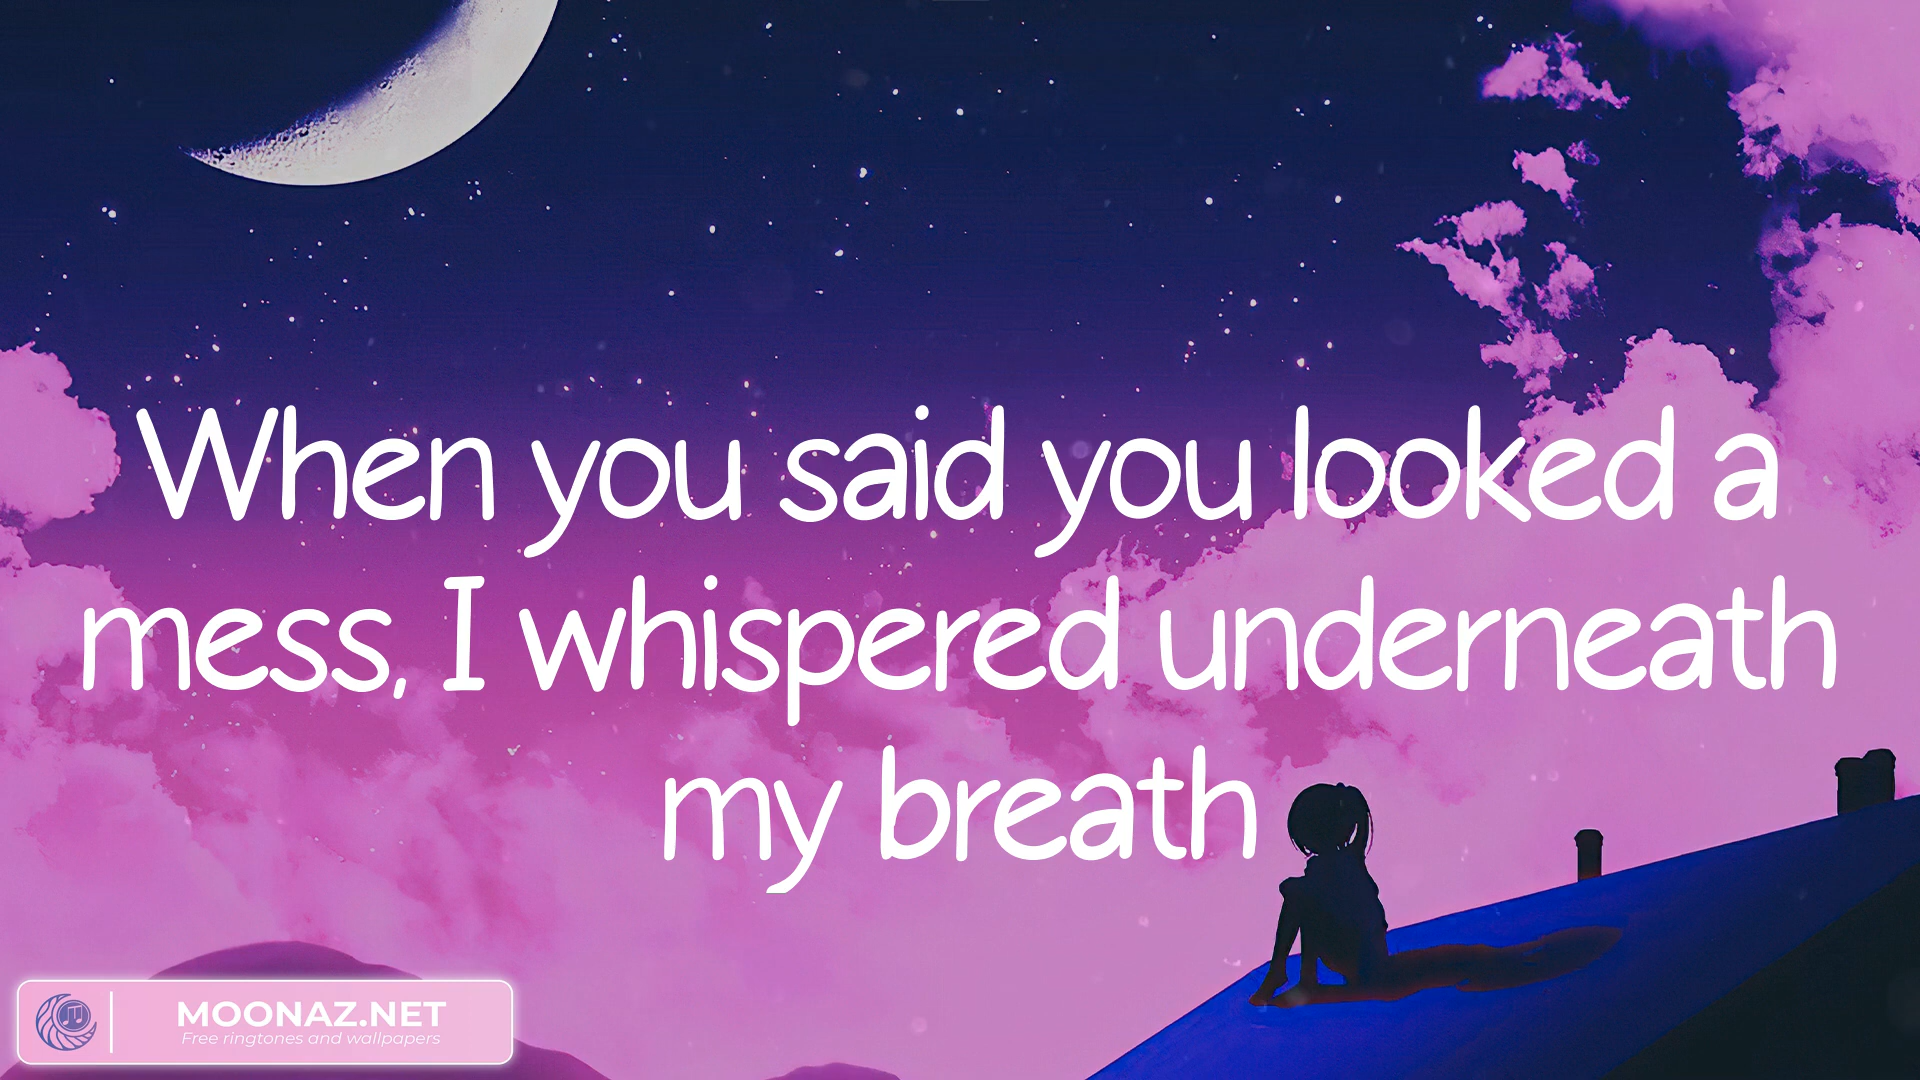 When you said you looked a
mess, I whispered underneath
my breath
MOONAZ.NET
Free ringtones and wallpapers